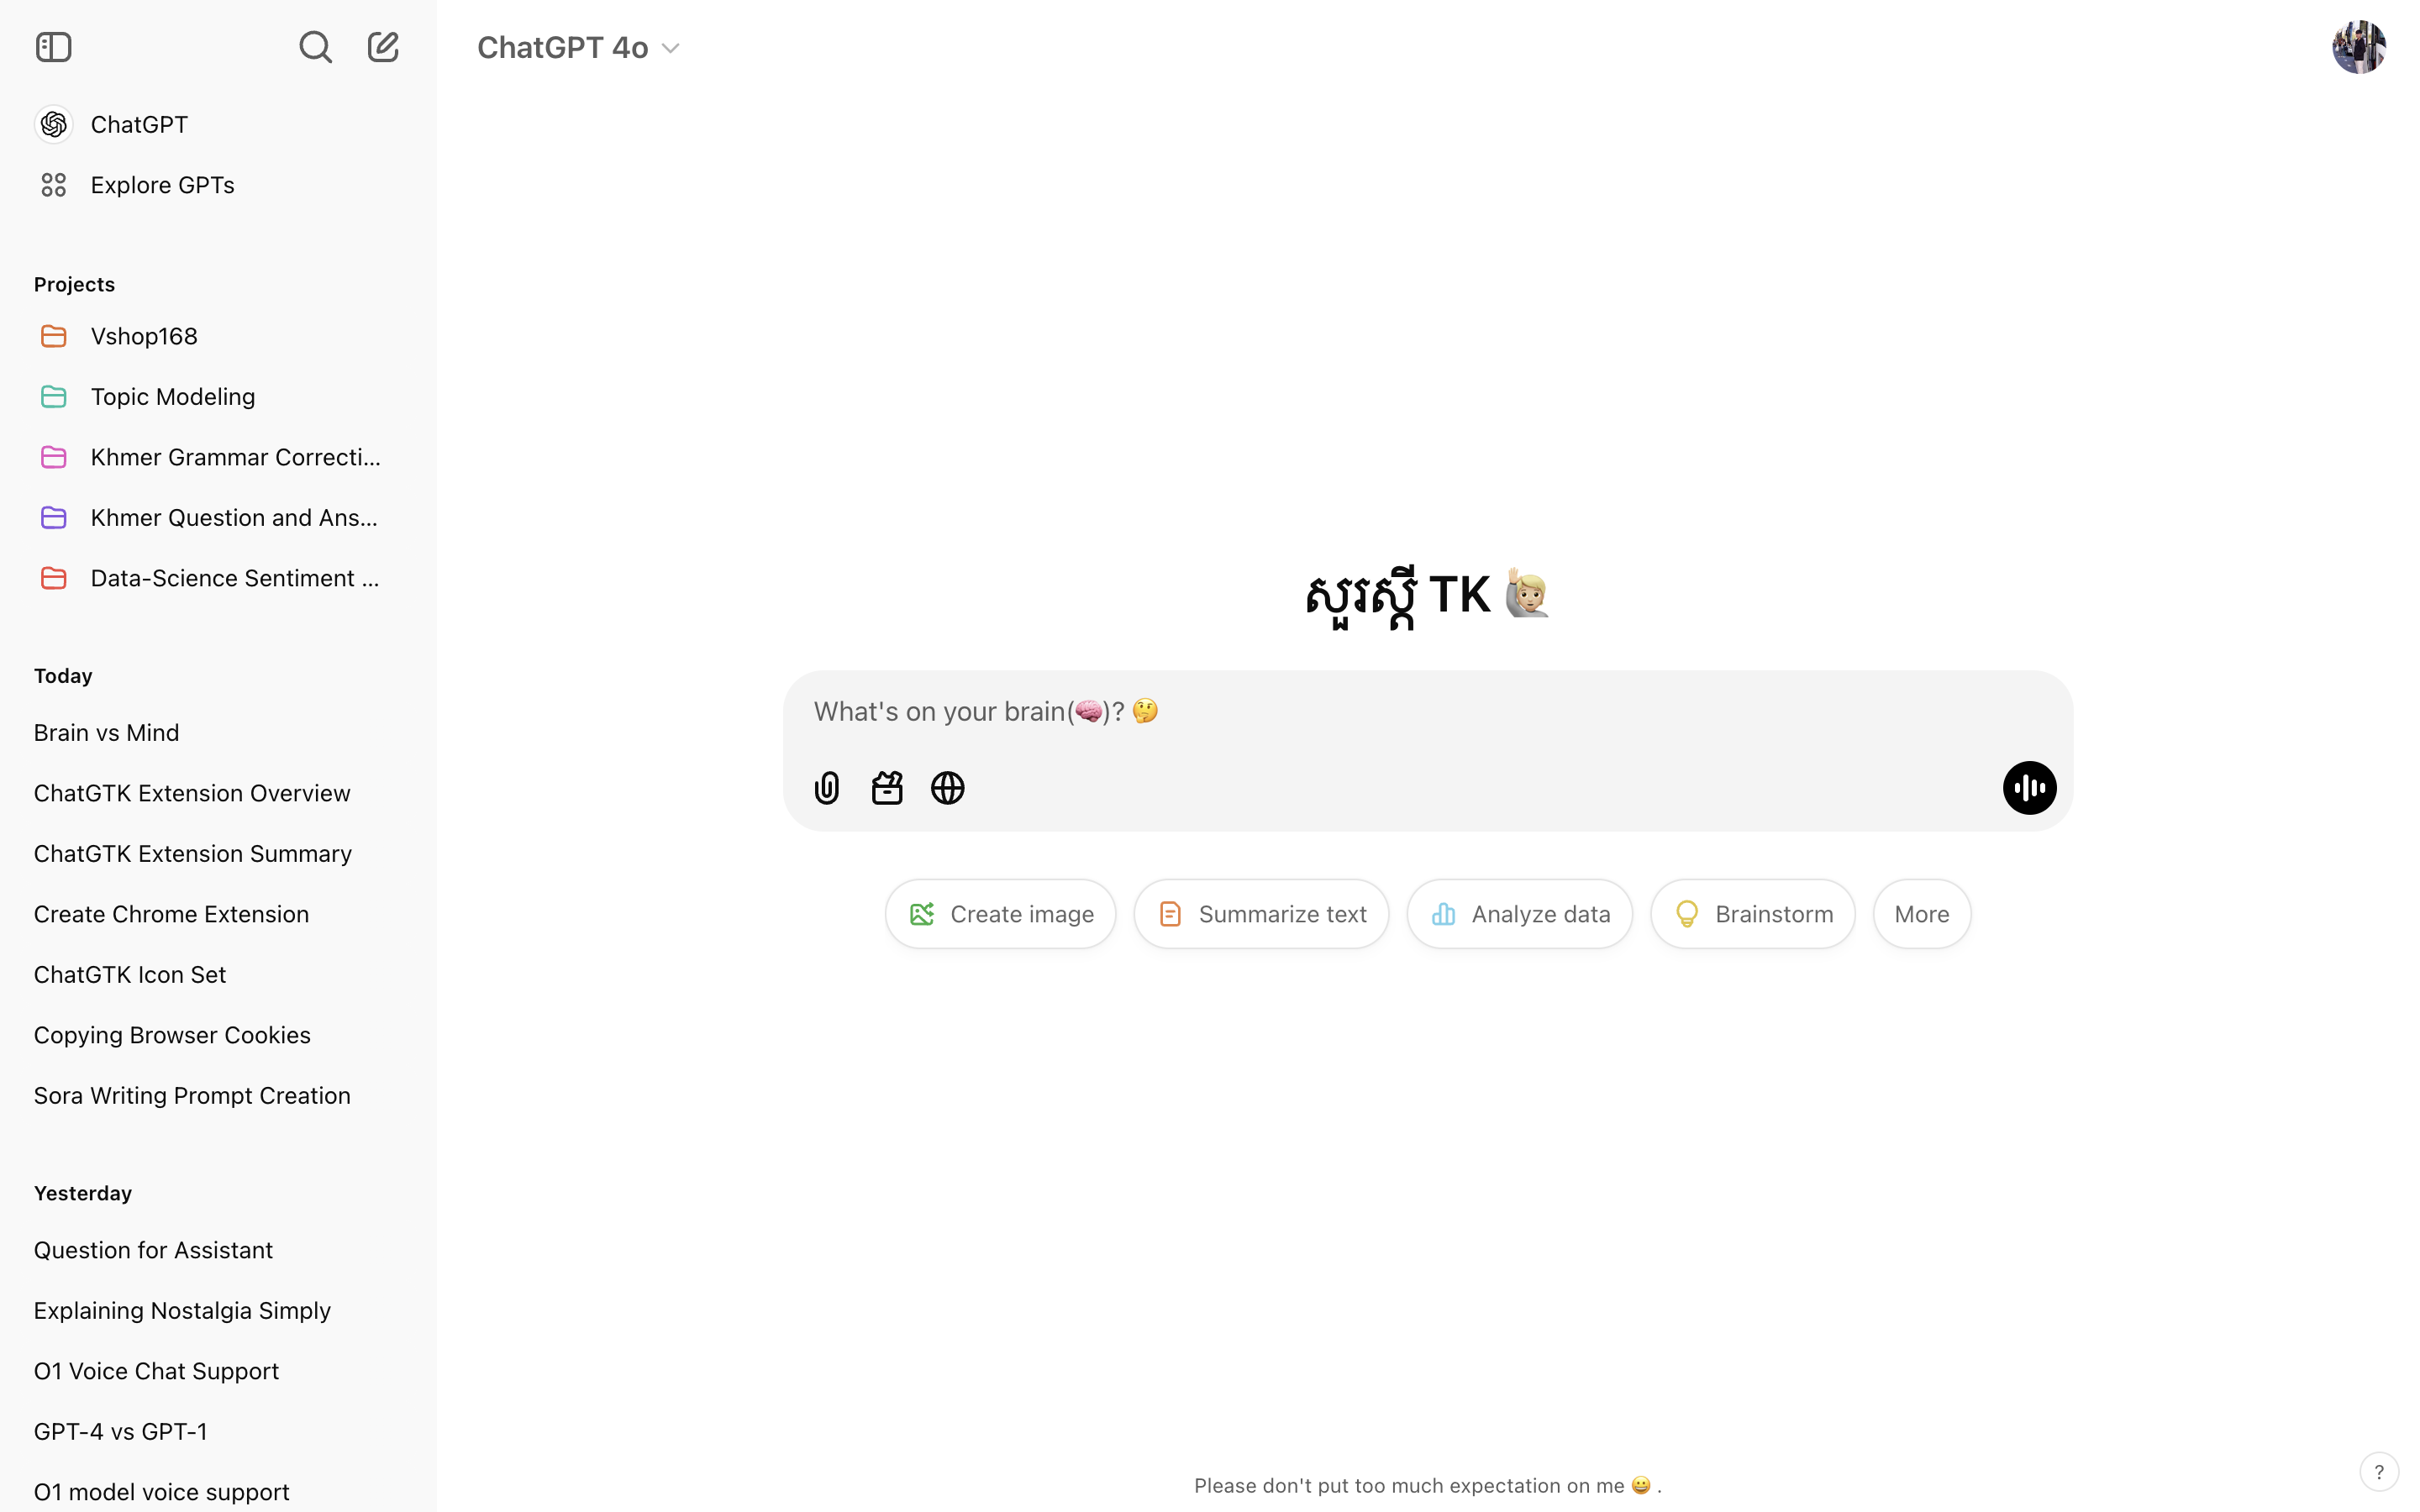 ChatGPT 4o
ChatGPT
Explore GPTs
Projects
Vshop168
Topic Modeling
Khmer Grammar Correcti...
Khmer Question and Ans...
Data-Science Sentiment ...
Today
Brain vs Mind
ChatGTK Extension Overview
ChatGTK Extension Summary
Create Chrome Extension
ChatGTK Icon Set
Copying Browser Cookies
Sora Writing Prompt Creation
Yesterday
Question for Assistant
Explaining Nostalgia Simply
O1 Voice Chat Support
GPT-4 vs GPT-1
O1 model voice support
សួរស្ដី TK 🙋🏼
What's on your brain(🧠)? 🤔
Create image
Summarize text
Analyze data
Brainstorm
More
Please don't put too much expectation on me 😀 .
?